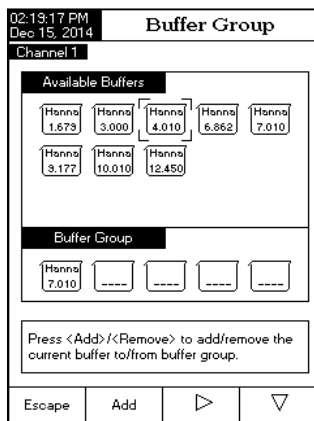 02:19:17 PM
Dec 15, 2014
Buffer Group
Channel 1
Available Buffers
Hanna Hanna Hanna Hanna Hanna
1.679 3.000 4.010 6.862 7.010
Hanna Hanna Hanna
9.177 10.010 12.450
Buffer Group
Hanna
7.010 ---- ---- ---- ----
Press <Add>/<Remove> to add/remove the
current buffer to/from buffer group.
Escape Add